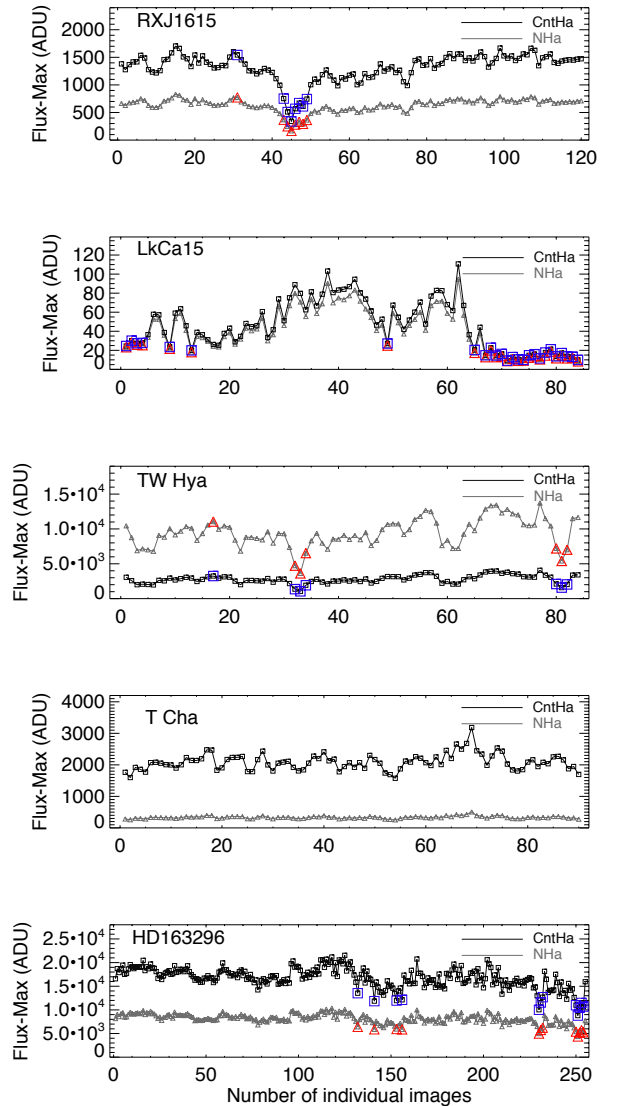 RXJ1615
CntHa
NHa
Flux-Max (ADU)
2000
1500
1000
500
0
0 20 40 60 80 100 120
LkCa15
CntHa
NHa
Flux-Max (ADU)
120
100
80
60
40
20
0
0 20 40 60 80
TW Hya
CntHa
NHa
Flux-Max (ADU)
1.5•10⁴
1.0•10⁴
5.0•10³
0
0 20 40 60 80
T Cha
CntHa
NHa
Flux-Max (ADU)
4000
3000
2000
1000
0
0 20 40 60 80
HD163296
CntHa
NHa
Flux-Max (ADU)
2.5•10⁴
2.0•10⁴
1.5•10⁴
1.0•10⁴
5.0•10³
0
0 50 100 150 200 250
Number of individual images